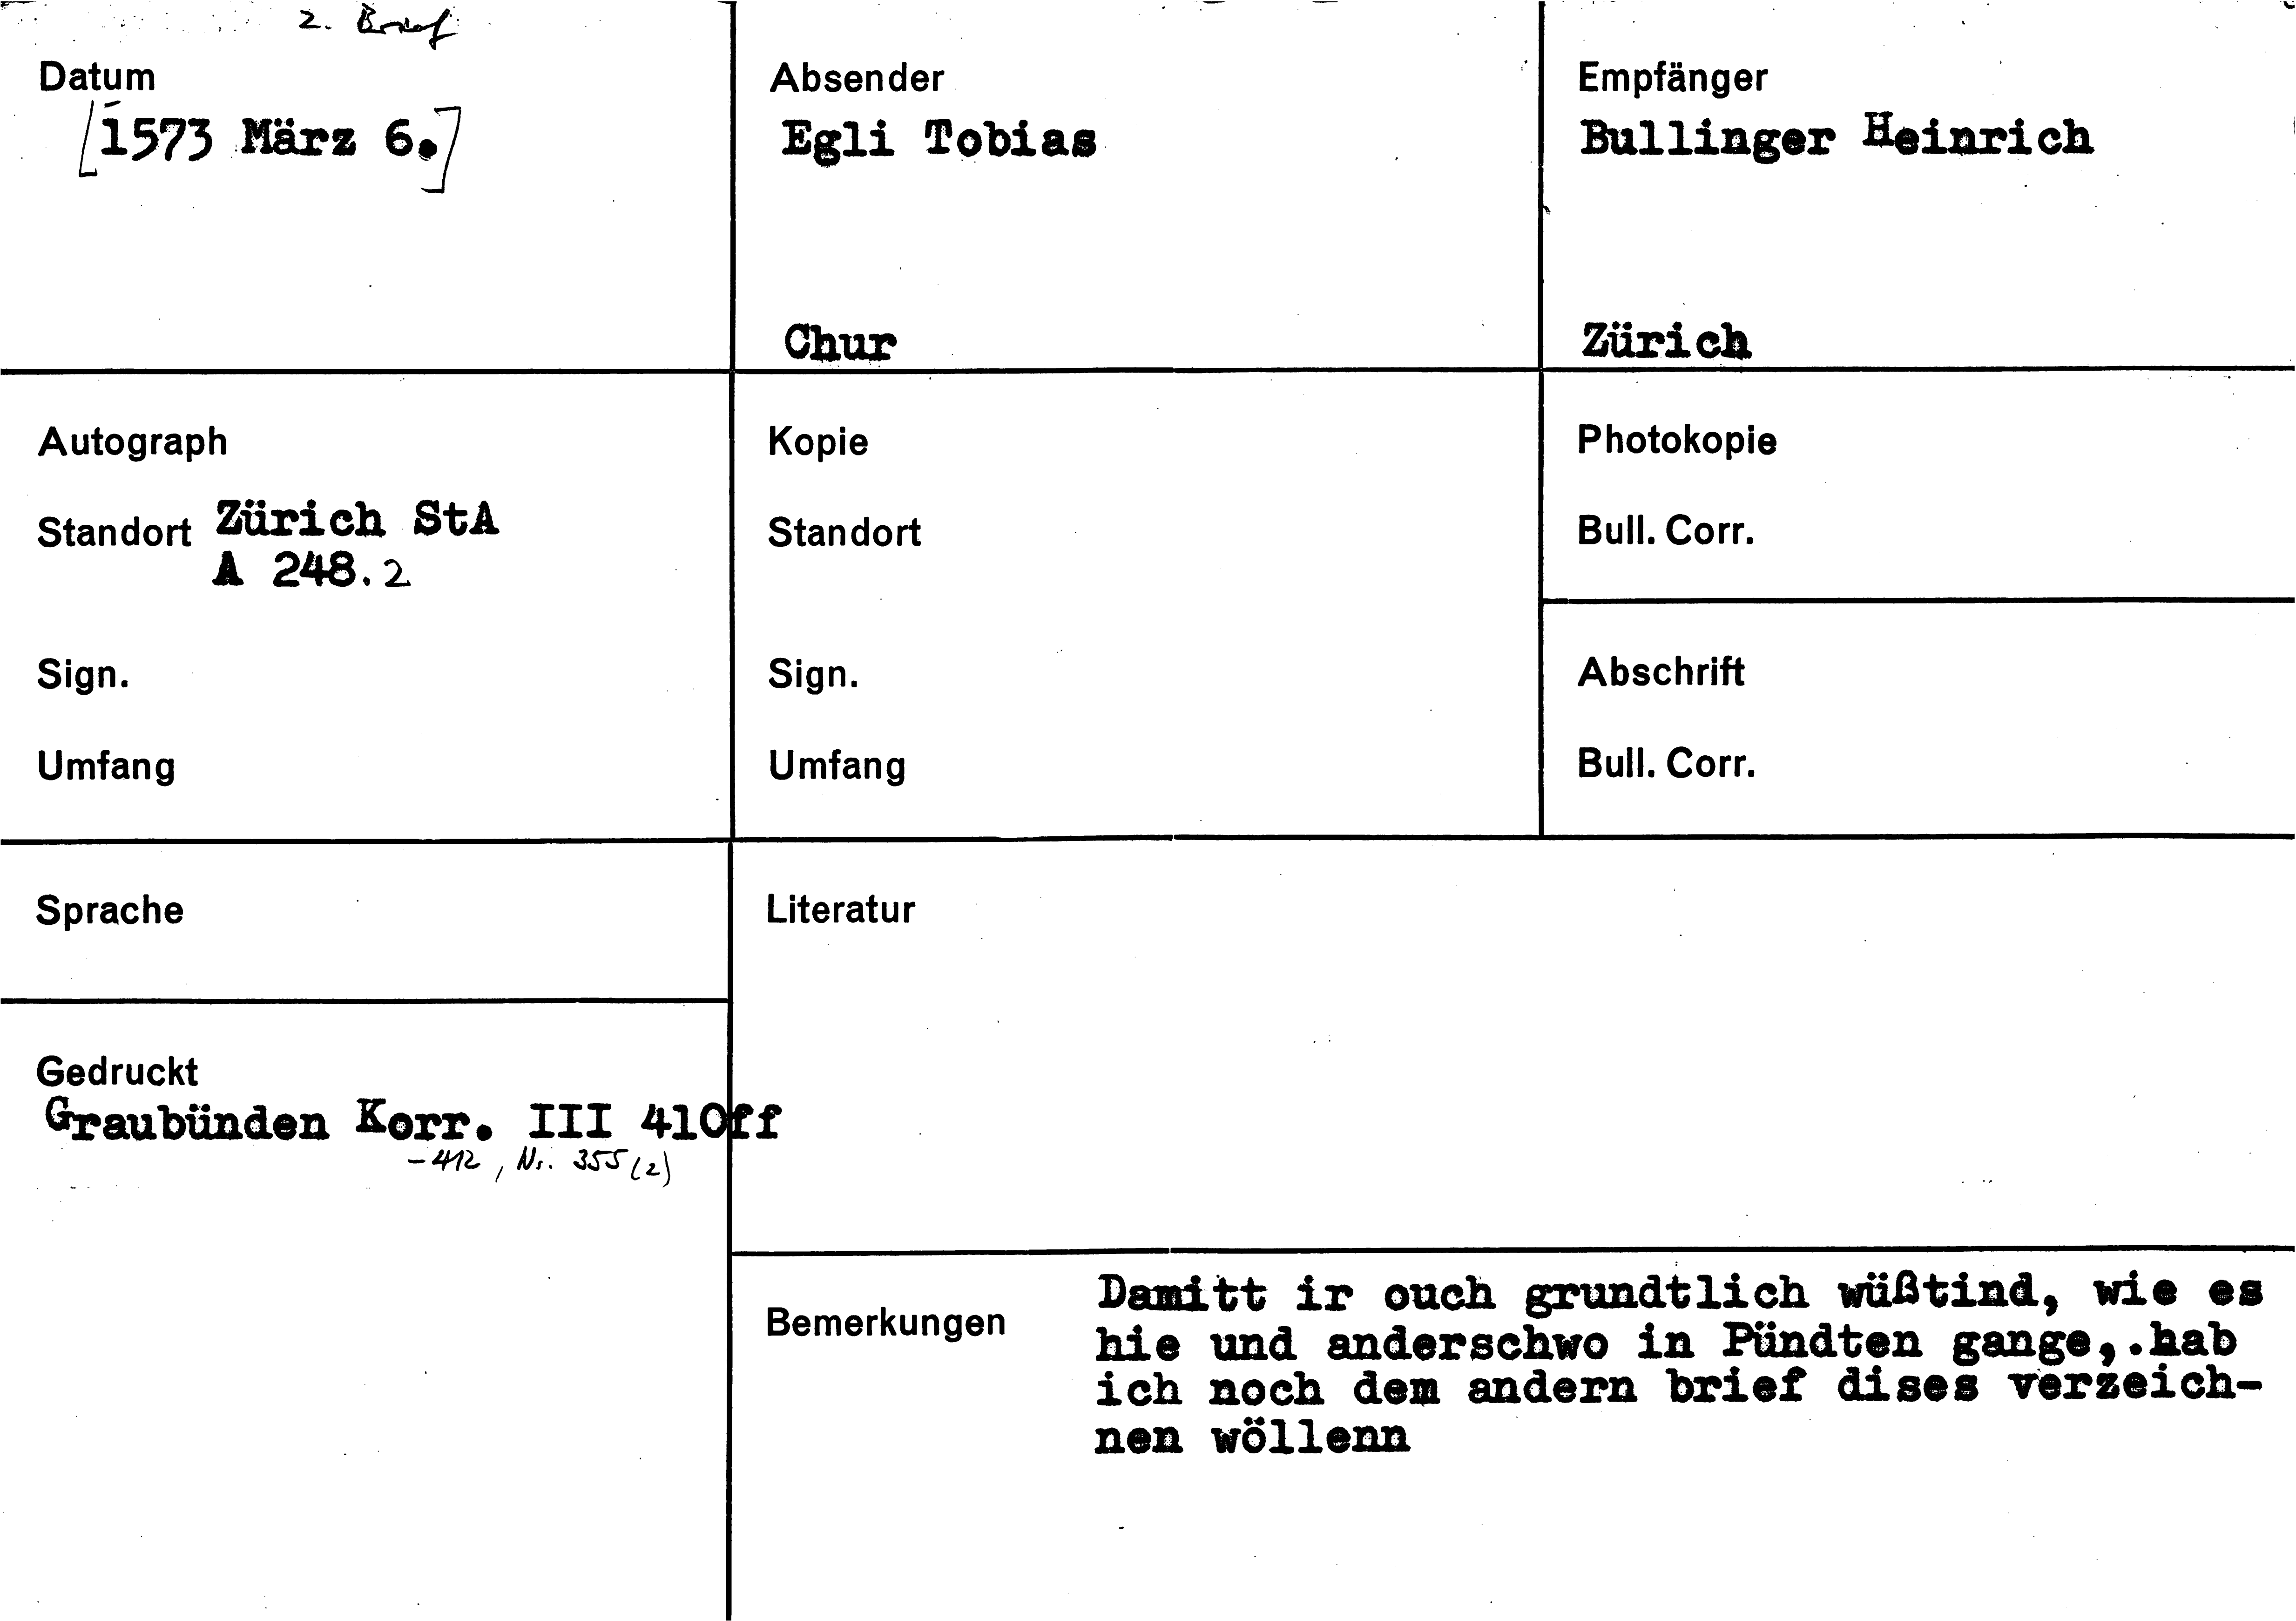 2. Brief
Datum
[1573 März 6.]
Absender
Egli Tobias
Chur
Empfänger
Bullinger Heinrich
Zürich
Autograph
Standort Zürich StA
A 248.2
Sign.
Umfang
Kopie
Standort
Sign.
Umfang
Photokopie
Bull. Corr.
Abschrift
Bull. Corr.
Sprache
Literatur
Gedruckt
Graubünden Korr. III 410ff
-412, Nr. 355 (2)
Bemerkungen
Damitt ir ouch grundtlich wüßtind, wie es
hie und anderschwo in Pündten gange,.hab
ich noch dem andern brief dises verzeich-
nen wöllenn